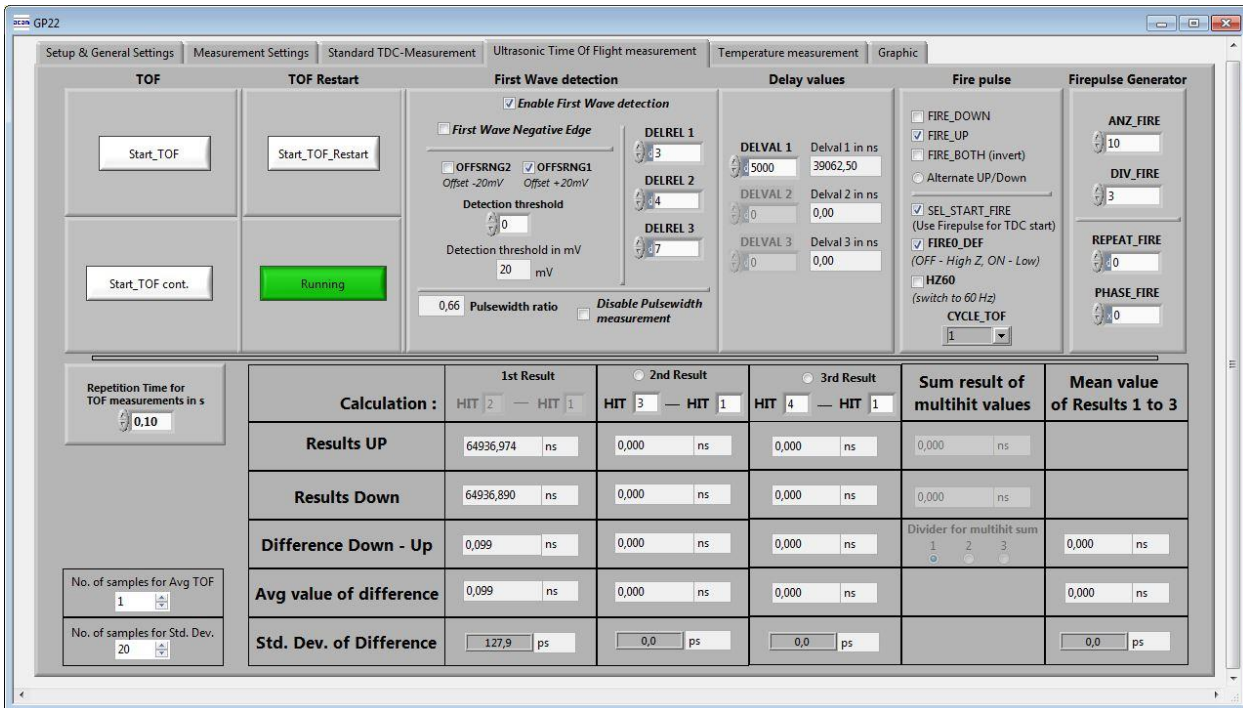 acam GP22
Setup & General Settings Measurement Settings Standard TDC-Measurement Ultrasonic Time Of Flight measurement Temperature measurement Graphic
TOF TOF Restart First Wave detection Delay values Fire pulse Firepulse Generator
Start_TOF
Start_TOF_Restart
Start_TOF cont.
Running
Enable First Wave detection
First Wave Negative Edge
OFFSRNG2 OFFSRNG1
Offset -20mV Offset +20mV
Detection threshold
0
Detection threshold in mV
20 mV
0,66 Pulsewidth ratio
Disable Pulsewidth
measurement
DELREL 1
d 3
DELREL 2
d 4
DELREL 3
d 7
DELVAL 1 Delval 1 in ns
d 5000 39062,50
DELVAL 2 Delval 2 in ns
d 0 0,00
DELVAL 3 Delval 3 in ns
d 0 0,00
FIRE_DOWN
FIRE_UP
FIRE_BOTH (invert)
Alternate UP/Down
SEL_START_FIRE
(Use Firepulse for TDC start)
FIRE0_DEF
(OFF - High Z, ON - Low)
HZ60
(switch to 60 Hz)
CYCLE_TOF
1
ANZ_FIRE
10
DIV_FIRE
3
REPEAT_FIRE
d 0
PHASE_FIRE
x 0
Repetition Time for
TOF measurements in s
0,10
Calculation :
1st Result
HIT 2 — HIT 1
2nd Result
HIT 3 — HIT 1
3rd Result
HIT 4 — HIT 1
Sum result of
multihit values
Mean value
of Results 1 to 3
Results UP 64936,974 ns 0,000 ns 0,000 ns 0,000 ns
Results Down 64936,890 ns 0,000 ns 0,000 ns 0,000 ns
Difference Down - Up 0,099 ns 0,000 ns 0,000 ns
Divider for multihit sum
1 2 3
0,000 ns
No. of samples for Avg TOF
1
Avg value of difference 0,099 ns 0,000 ns 0,000 ns 0,000 ns
No. of samples for Std. Dev.
20
Std. Dev. of Difference 127,9 ps 0,0 ps 0,0 ps 0,0 ps